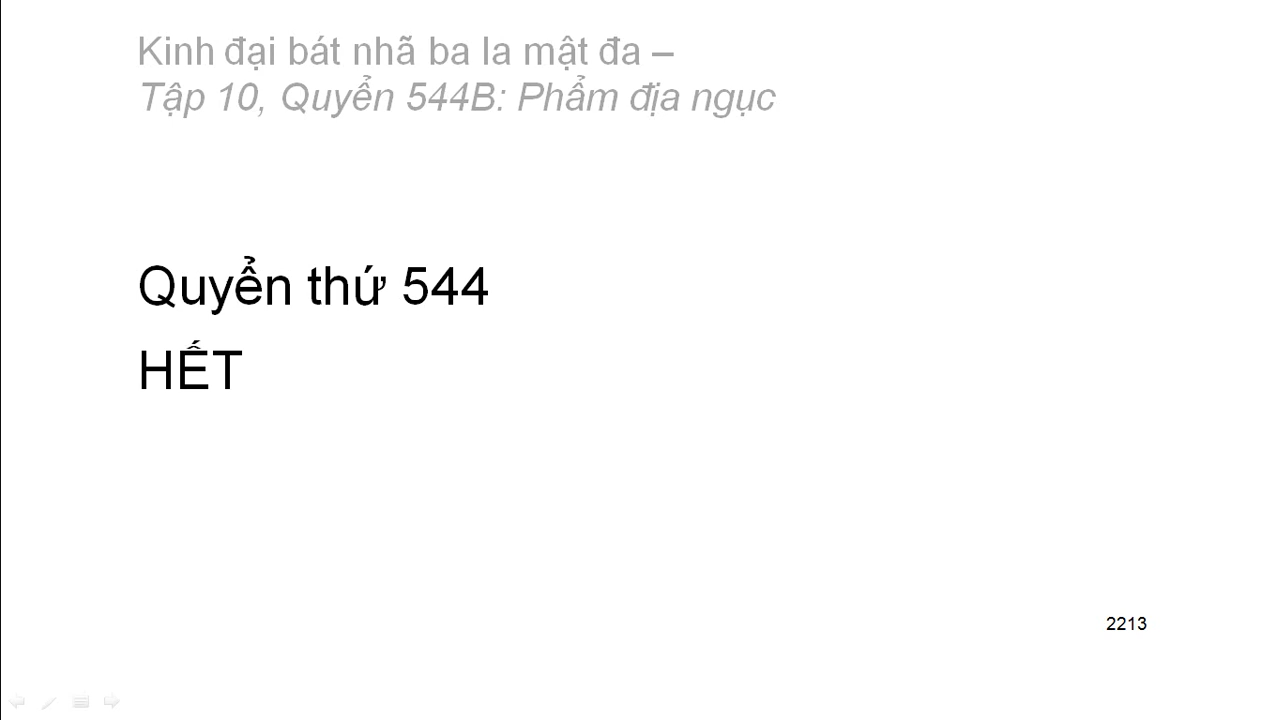 Kinh đại bát nhã ba la mật đa –
Tập 10, Quyển 544B: Phẩm địa ngục
Quyển thứ 544
HẾT
2213